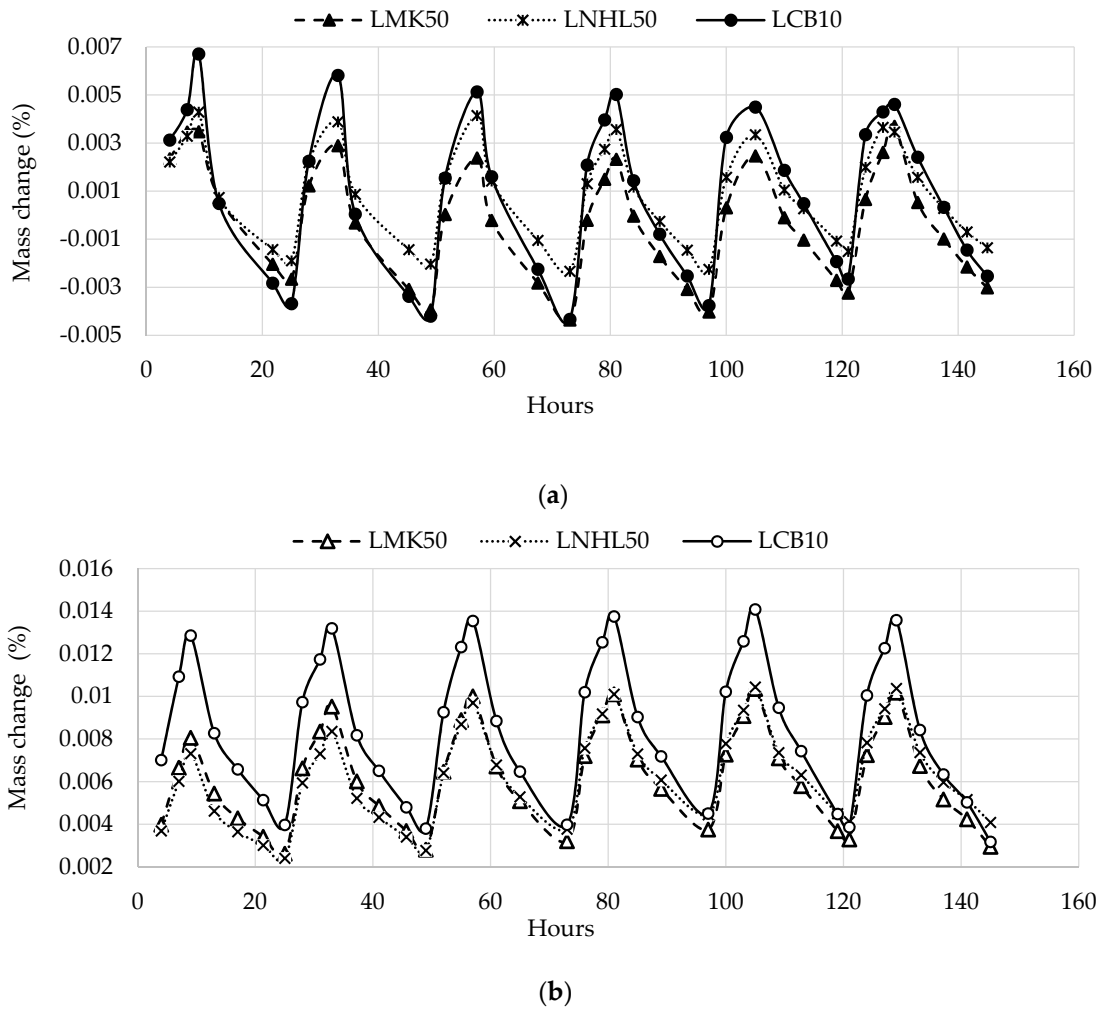 LMK50 LNHL50 LCB10
0.007
0.005
0.003
0.001
-0.001
-0.003
-0.005
Mass change (%)
0 20 40 60 80 100 120 140 160
Hours
(a)
LMK50 LNHL50 LCB10
0.016
0.014
0.012
0.01
0.008
0.006
0.004
0.002
Mass change (%)
0 20 40 60 80 100 120 140 160
Hours
(b)